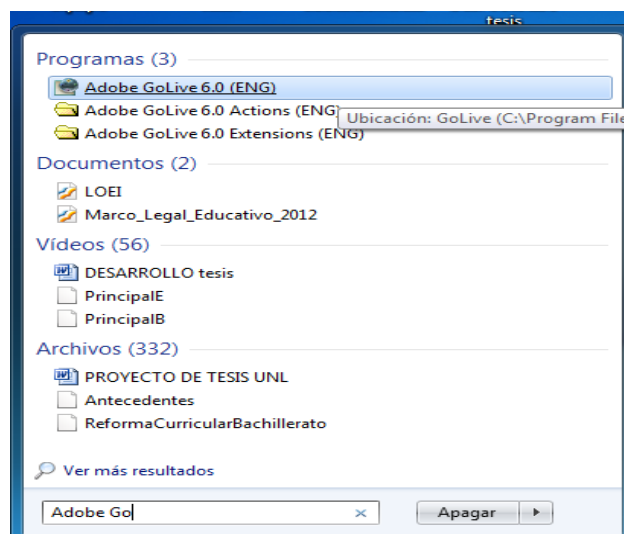 tesis
Programas (3)
Adobe GoLive 6.0 (ENG)
Adobe GoLive 6.0 Actions (ENG)
Ubicación: GoLive (C:\Program File
Adobe GoLive 6.0 Extensions (ENG)
Documentos (2)
LOEI
Marco_Legal_Educativo_2012
Vídeos (56)
DESARROLLO tesis
PrincipalE
PrincipalB
Archivos (332)
PROYECTO DE TESIS UNL
Antecedentes
ReformaCurricularBachillerato
Ver más resultados
Adobe Go
Apagar